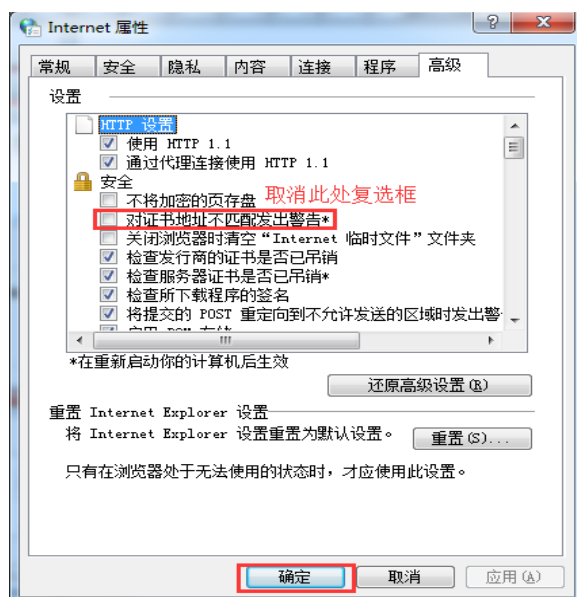 Internet 属性
常规 安全 隐私 内容 连接 程序 高级
设置
HTTP 设置
使用 HTTP 1.1
通过代理连接使用 HTTP 1.1
安全
不将加密的页存盘 取消此处复选框
对证书地址不匹配发出警告*
关闭浏览器时清空“Internet 临时文件”文件夹
检查发行商的证书是否已吊销
检查服务器证书是否已吊销*
检查所下载程序的签名
将提交的 POST 重定向到不允许发送的区域时发出警
*在重新启动你的计算机后生效
还原高级设置(R)
重置 Internet Explorer 设置
将 Internet Explorer 设置重置为默认设置。 重置(S)...
只有在浏览器处于无法使用的状态时，才应使用此设置。
确定 取消 应用(A)